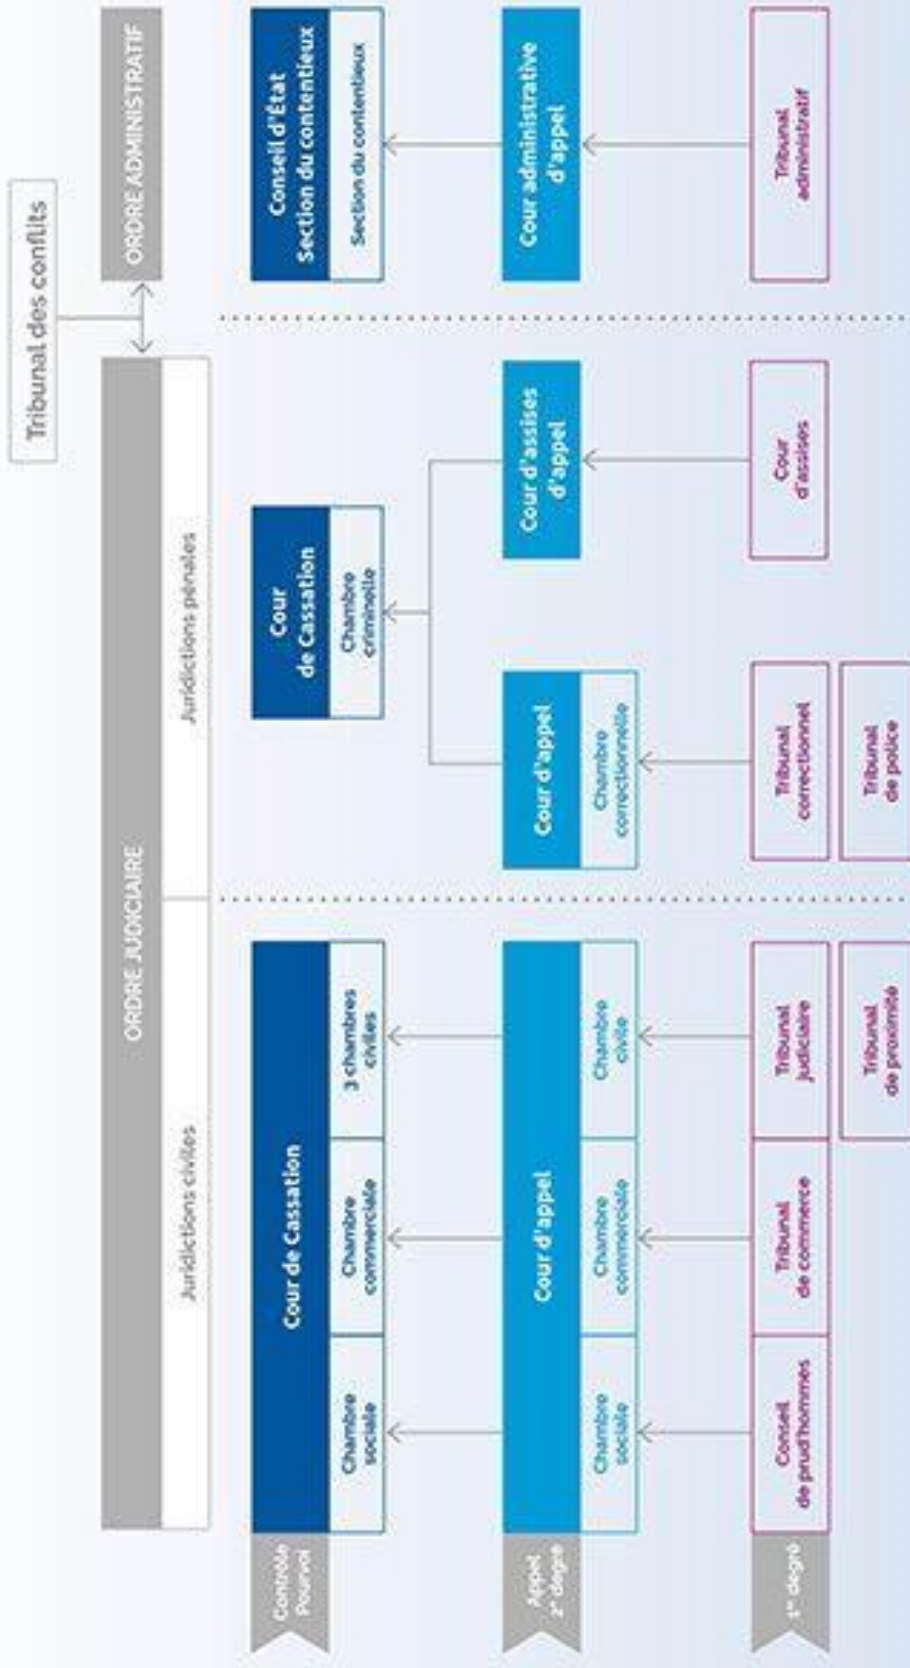 Tribunal des conflits
ORDRE JUDICIAIRE
ORDRE ADMINISTRATIF
Juridictions civiles
Juridictions pénales
Contrôle
Pourvoi
Cour de Cassation
Chambre
sociale
Chambre
commerciale
3 chambres
civiles
Cour
de Cassation
Chambre
criminelle
Conseil d'État
Section du contentieux
Section du contentieux
Appel
2e degré
Cour d'appel
Chambre
sociale
Chambre
commerciale
Chambre
civile
Cour d'appel
Chambre
correctionnelle
Cour d'assises
d'appel
Cour administrative
d'appel
1er degré
Conseil
de prud'hommes
Tribunal
de commerce
Tribunal
judiciaire
Tribunal
de proximité
Tribunal
correctionnel
Tribunal
de police
Cour
d'assises
Tribunal
administratif